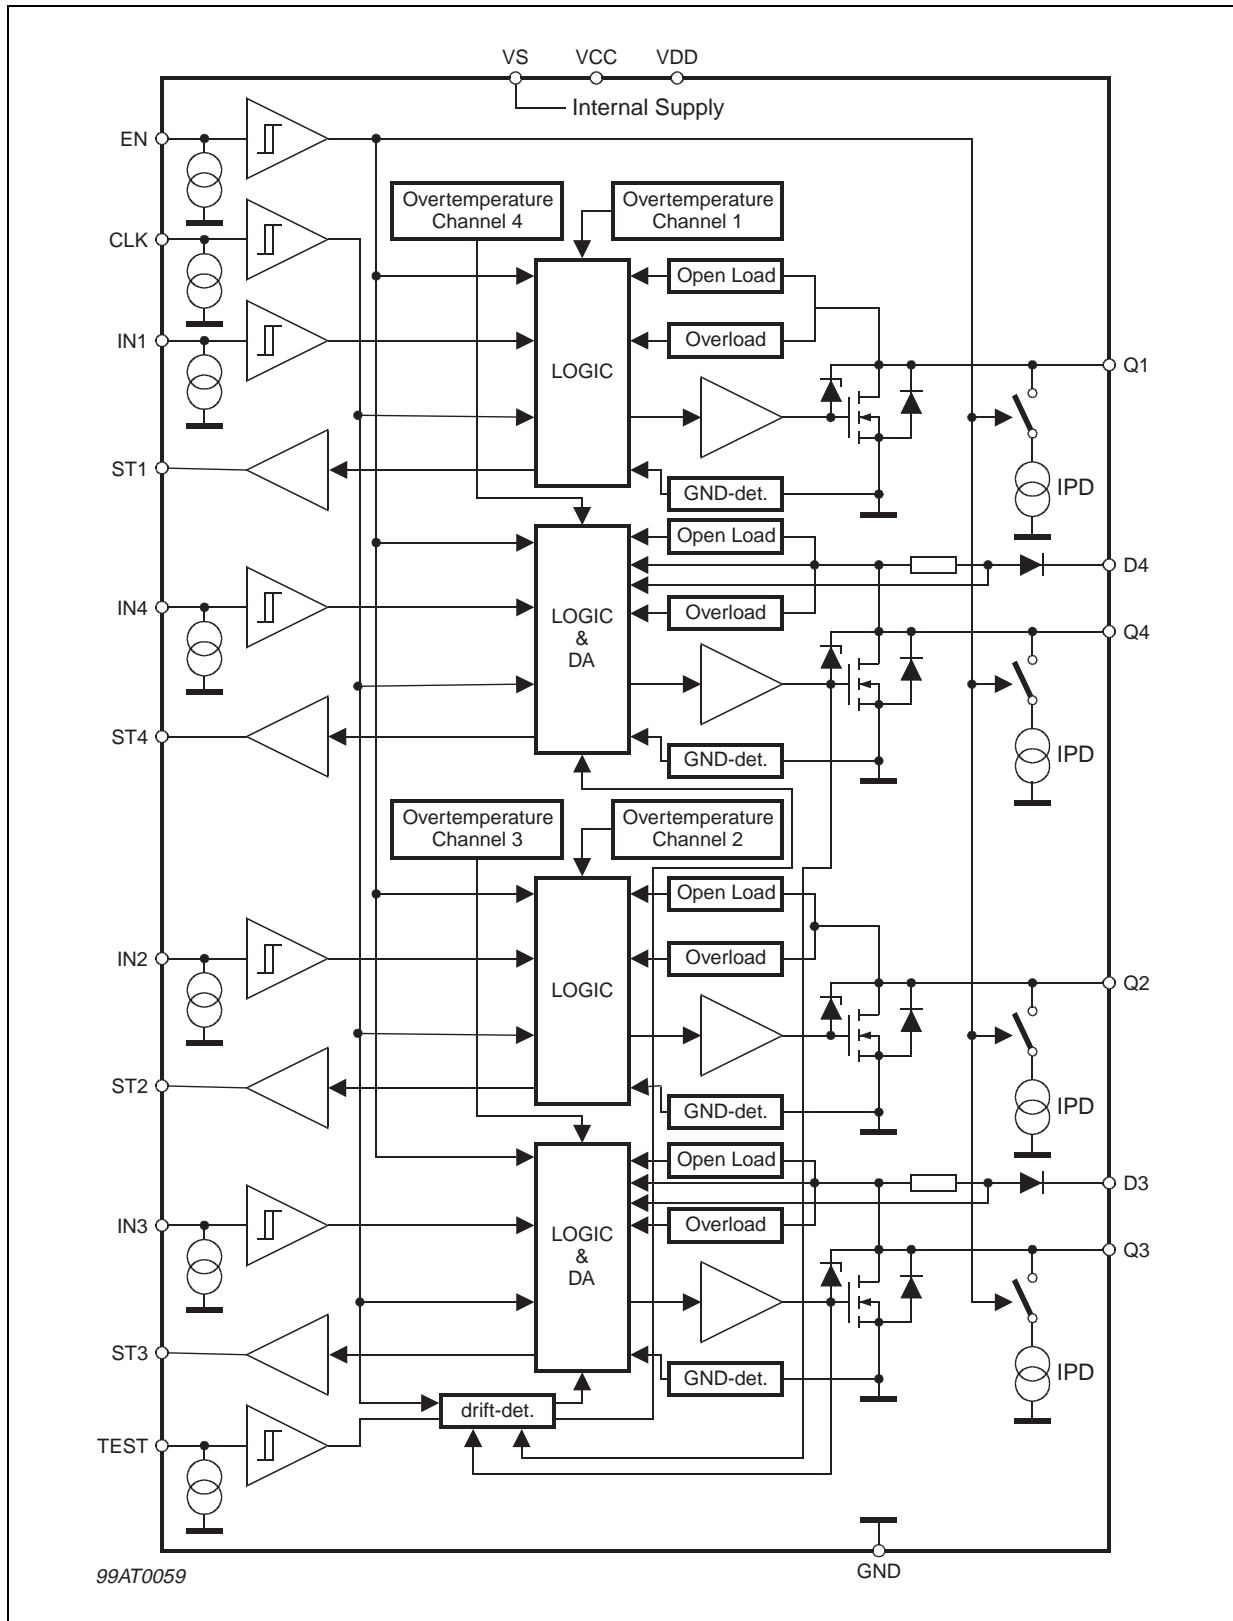 VS
VCC
VDD
Internal Supply
EN
Overtemperature
Channel 4
Overtemperature
Channel 1
CLK
Open Load
IN1
Overload
LOGIC
Q1
ST1
GND-det.
IPD
Open Load
D4
IN4
Overload
LOGIC
&
DA
Q4
ST4
GND-det.
IPD
Overtemperature
Channel 3
Overtemperature
Channel 2
Open Load
IN2
Overload
LOGIC
Q2
ST2
GND-det.
IPD
Open Load
D3
IN3
Overload
LOGIC
&
DA
Q3
ST3
GND-det.
IPD
drift-det.
TEST
GND
99AT0059